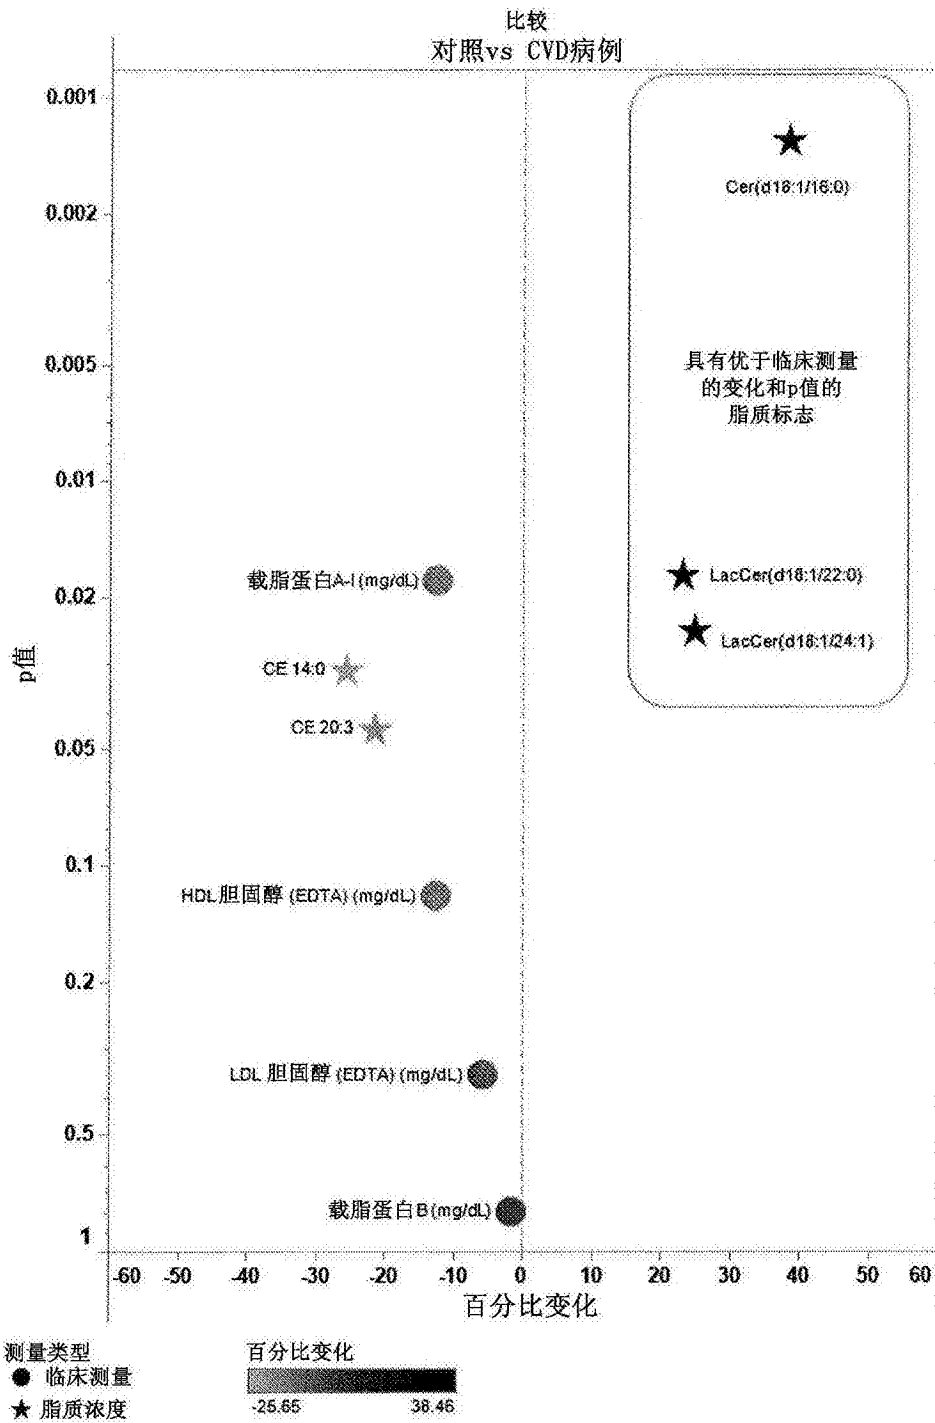 比较
对照vs CVD病例
0.001
Cer(d18:1/16:0)
0.002
0.005
具有优于临床测量
的变化和p值的
脂质标志
0.01
载脂蛋白A-I (mg/dL)
LacCer(d18:1/22:0)
0.02
LacCer(d18:1/24:1)
p值
CE 14:0
CE 20:3
0.05
0.1
HDL胆固醇 (EDTA) (mg/dL)
0.2
LDL 胆固醇 (EDTA) (mg/dL)
0.5
载脂蛋白B (mg/dL)
1
-60 -50 -40 -30 -20 -10 0 10 20 30 40 50 60
百分比变化
测量类型
临床测量
脂质浓度
百分比变化
-25.65 38.46